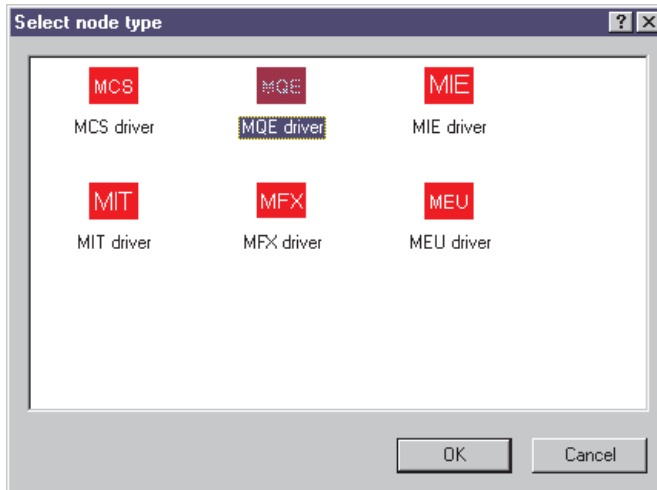 Select node type
MCS MQE MIE
MCS driver MQE driver MIE driver
MIT MFX MEU
MIT driver MFX driver MEU driver
OK Cancel